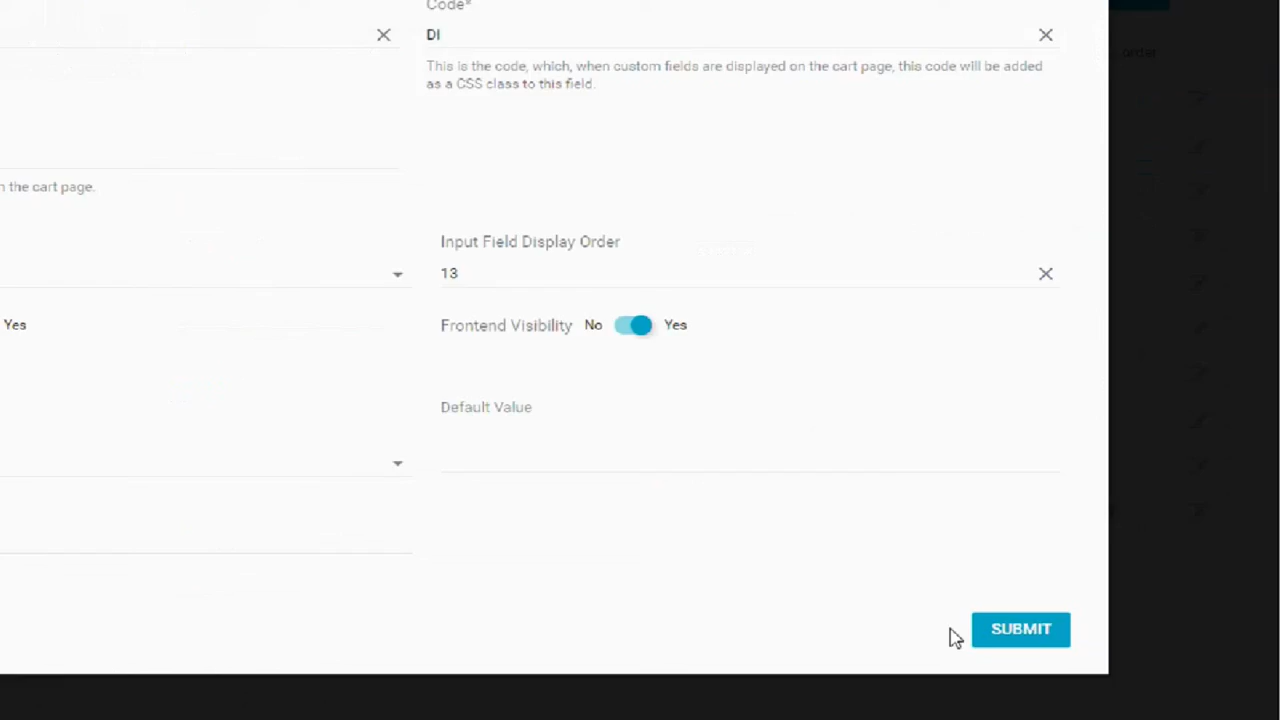 Code*
DI
This is the code, which, when custom fields are displayed on the cart page, this code will be added
as a CSS class to this field.
order
n the cart page.
Input Field Display Order
13
Yes
Frontend Visibility No Yes
Default Value
SUBMIT